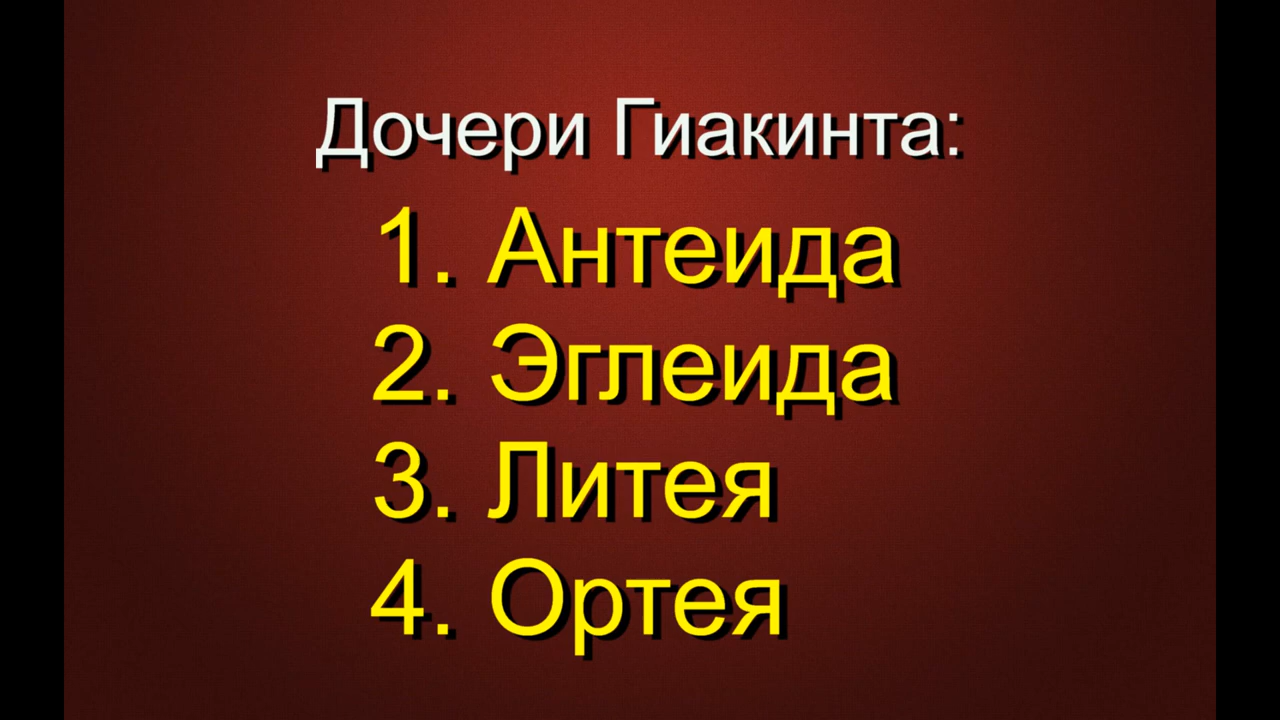 Дочери Гиакинта:
1. Антеида
2. Эглеида
3. Литея
4. Ортея